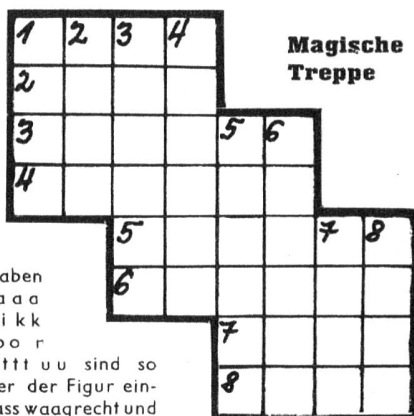 1 2 3 4
Magische
Treppe
2
3 5 6
4
5 7 8
6
aben
a a a
i k k
o r
t t t u u sind so
er der Figur ein-
ass waagrecht und
7
8